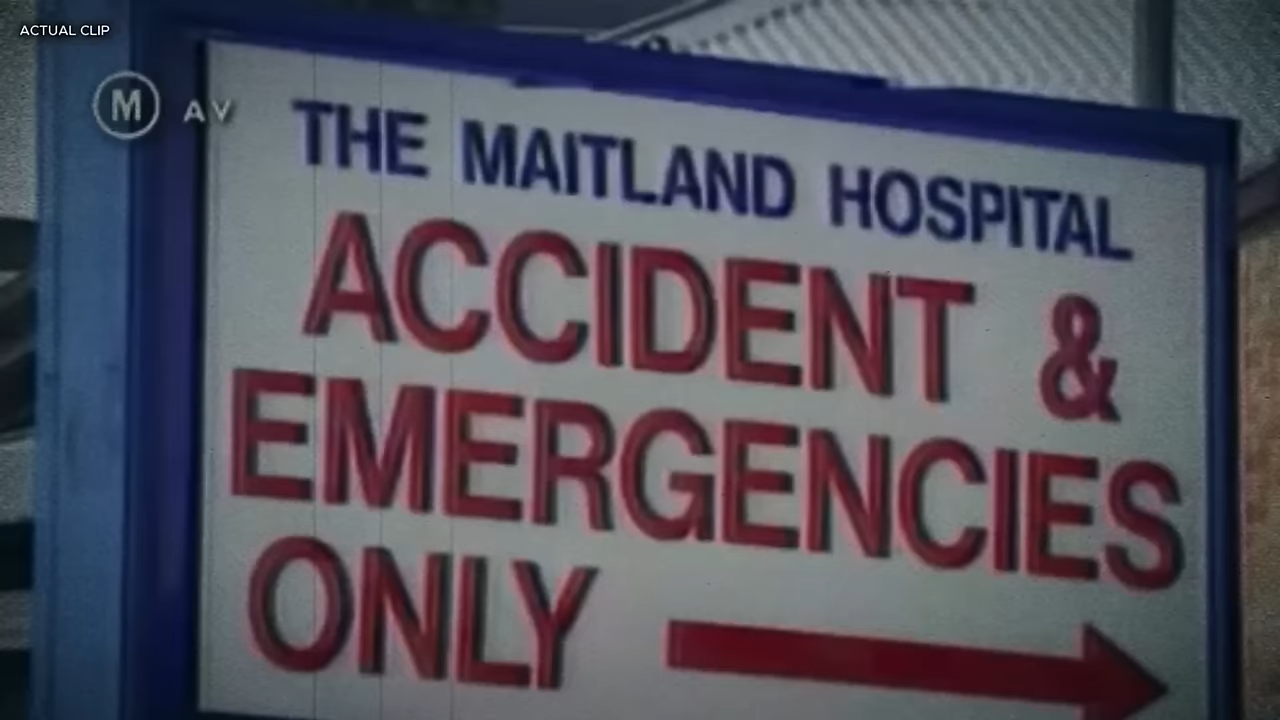 ACTUAL CLIP
M AV
THE MAITLAND HOSPITAL
ACCIDENT &
EMERGENCIES
ONLY